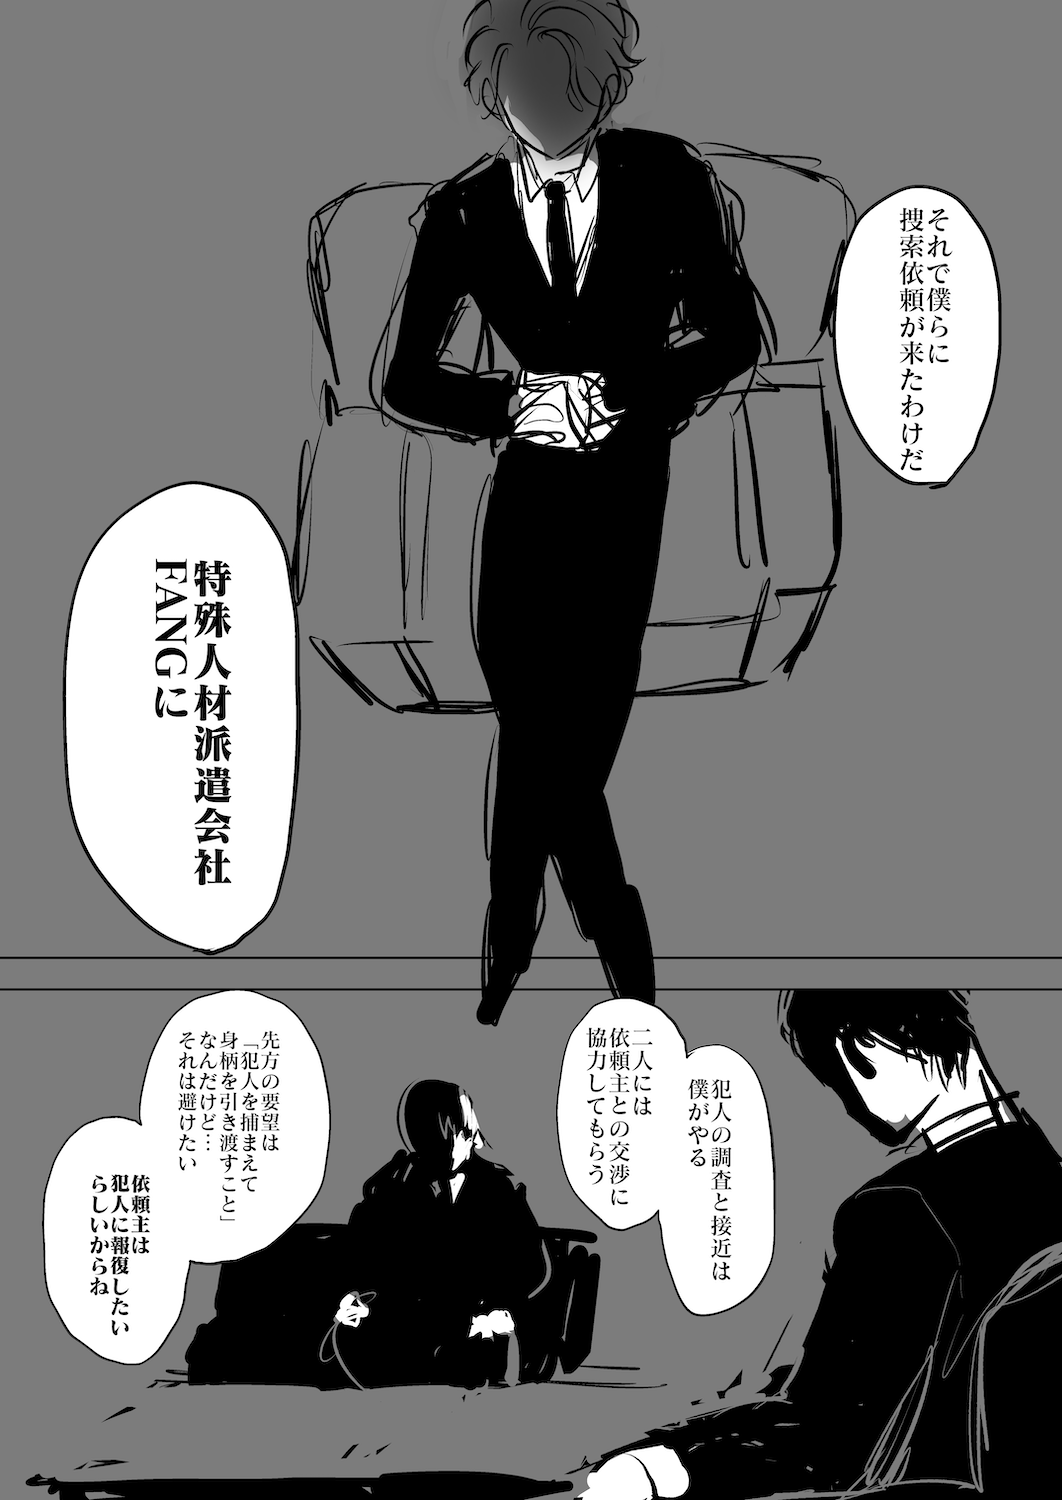 それで僕らに
捜索依頼が来たわけだ
特殊人材派遣会社
FANGに
犯人の調査と接近は
僕がやる
二人には
依頼主との交渉に
協力してもらう
先方の要望は
「犯人を捕まえて
身柄を引き渡すこと」
なんだけど…
それは避けたい
依頼主は
犯人に報復したい
らしいからね